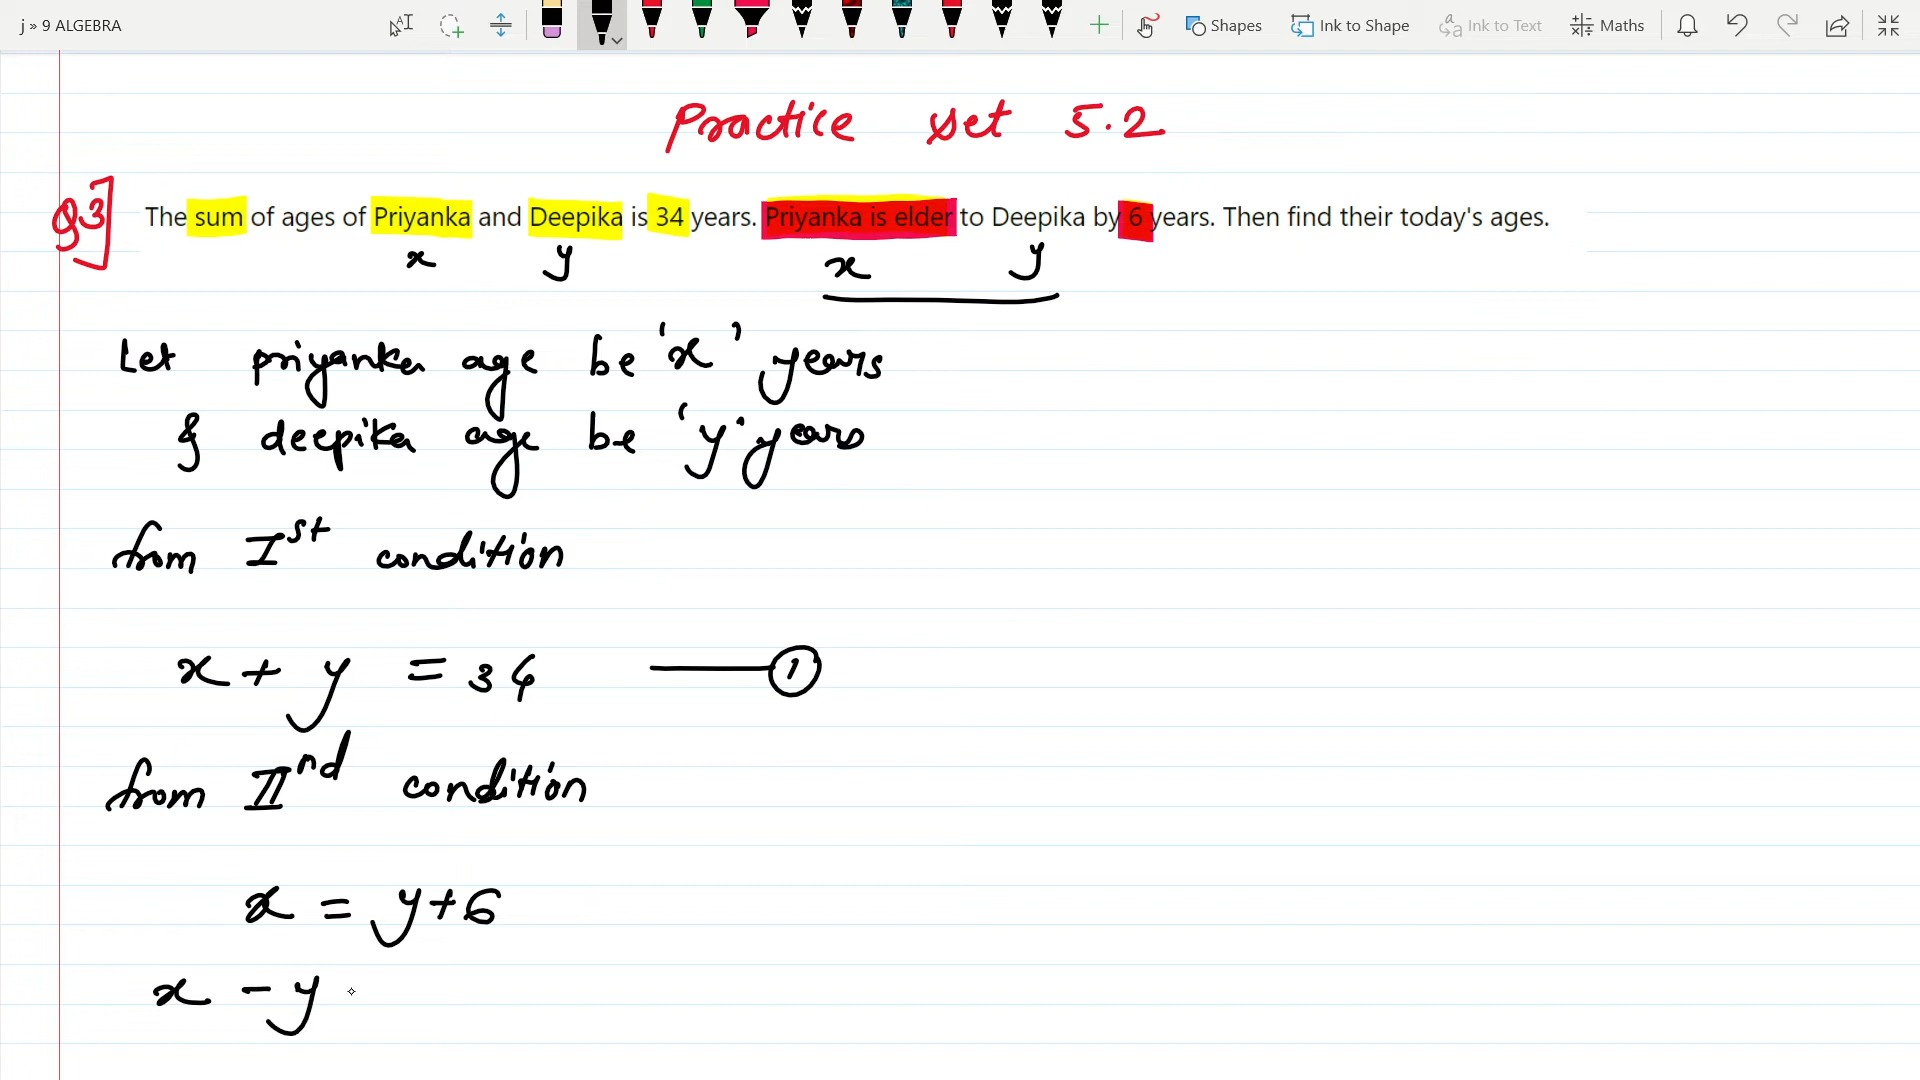 j » 9 ALGEBRA
Shapes
Ink to Shape
Ink to Text
Maths
Practice set 5.2
Q3] The sum of ages of Priyanka and Deepika is 34 years. Priyanka is elder to Deepika by 6 years. Then find their today's ages.
x y x y
Let priyanka age be 'x' years
& deepika age be 'y' years
from Ist condition
x + y = 34 — 1
from IInd condition
x = y+6
x - y